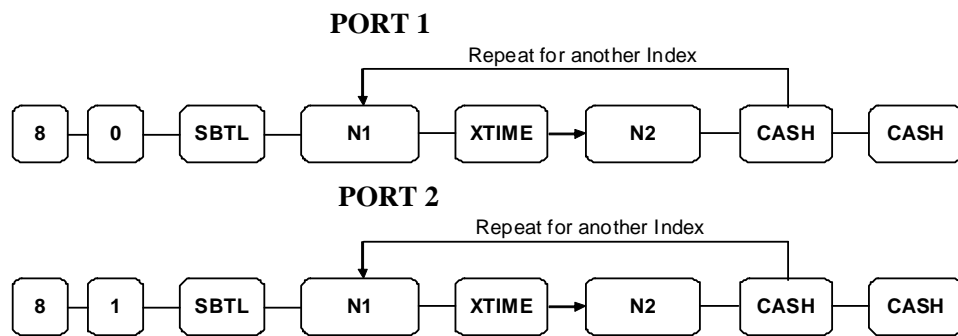 PORT 1
Repeat for another Index
8 0 SBTL N1 XTIME N2 CASH CASH
PORT 2
Repeat for another Index
8 1 SBTL N1 XTIME N2 CASH CASH